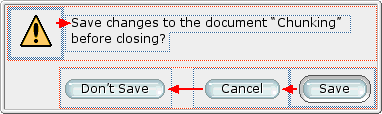 Save changes to the document “Chunking”
before closing?
Don’t Save
Cancel
Save